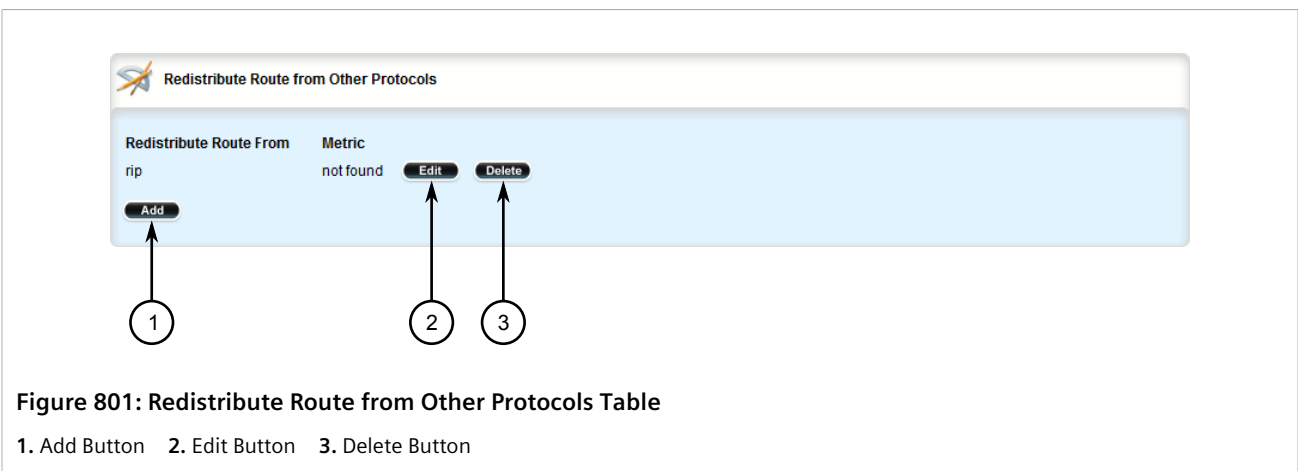 Redistribute Route from Other Protocols
Redistribute Route From Metric
rip not found Edit Delete
Add
1 2 3
Figure 801: Redistribute Route from Other Protocols Table
1. Add Button 2. Edit Button 3. Delete Button